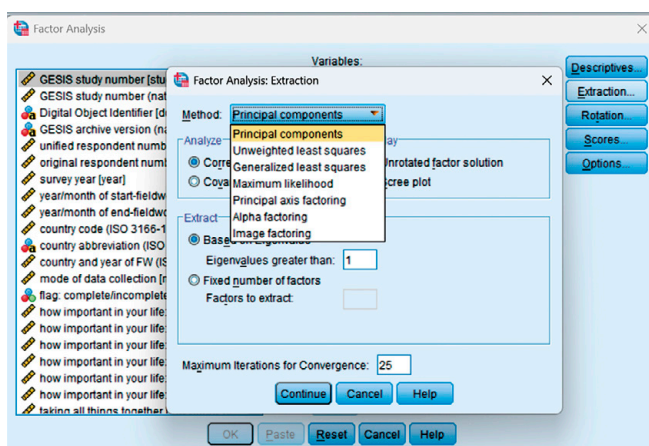 Factor Analysis
Variables:
GESIS study number [stu
GESIS study number (nat
Digital Object Identifier [d
GESIS archive version (na
unified respondent numb
original respondent numb
survey year [year]
year/month of start-fieldw
year/month of end-fieldwo
country code (ISO 3166-1
country abbreviation (ISO
country and year of FW (IS
mode of data collection [m
flag: complete/incomplete
how important in your life:
how important in your life:
how important in your life:
how important in your life:
how important in your life:
how important in your life:
taking all things together
Descriptives...
Extraction...
Rotation...
Scores...
Options...
Factor Analysis: Extraction
Method: Principal components
Principal components
Unweighted least squares
Generalized least squares
Maximum likelihood
Principal axis factoring
Alpha factoring
Image factoring
Analyze
ay
Corre
Unrotated factor solution
Cova
cree plot
Extract
Based on Eigenvalue
Eigenvalues greater than: 1
Fixed number of factors
Factors to extract:
Maximum Iterations for Convergence: 25
Continue Cancel Help
OK Paste Reset Cancel Help